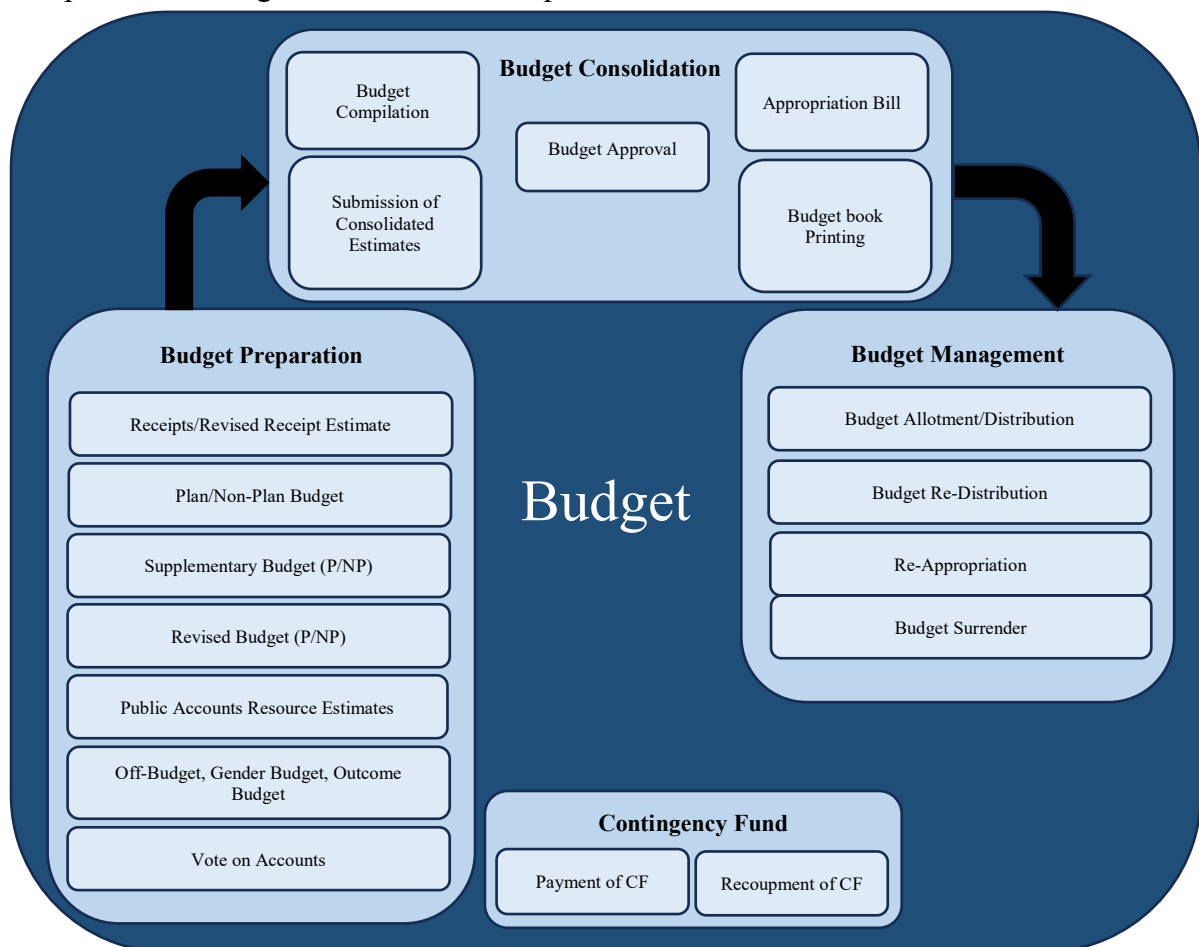 Budget Consolidation
Budget
Compilation
Submission of
Consolidated
Estimates
Budget Approval
Appropriation Bill
Budget book
Printing
Budget Preparation
Receipts/Revised Receipt Estimate
Plan/Non-Plan Budget
Supplementary Budget (P/NP)
Revised Budget (P/NP)
Public Accounts Resource Estimates
Off-Budget, Gender Budget, Outcome
Budget
Vote on Accounts
Budget
Budget Management
Budget Allotment/Distribution
Budget Re-Distribution
Re-Appropriation
Budget Surrender
Contingency Fund
Payment of CF
Recoupment of CF